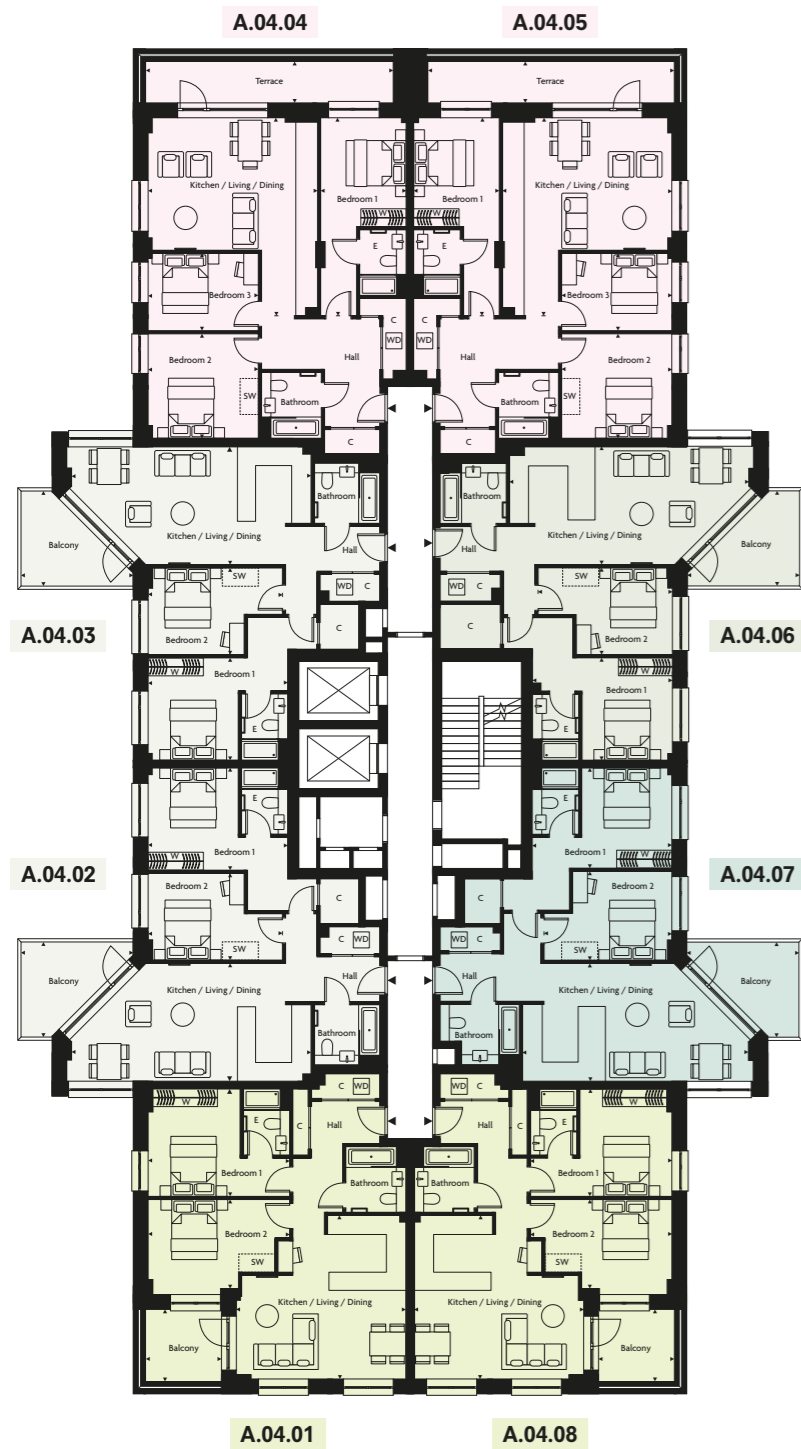 A.04.04 A.04.05
Terrace Terrace
Kitchen / Living / Dining Bedroom 1 Bedroom 1 Kitchen / Living / Dining
W W
E E
Bedroom 3 Bedroom 3
C C
WD WD
Bedroom 2 Hall Hall Bedroom 2
SW SW
Bathroom Bathroom
C C
Bathroom Bathroom
Kitchen / Living / Dining Kitchen / Living / Dining
Balcony Hall Hall Balcony
SW WD C WD C SW
A.04.03 Bedroom 2 C C Bedroom 2 A.04.06
W Bedroom 1 Bedroom 1 W
E E
E E
W Bedroom 1 Bedroom 1 W
A.04.02 Bedroom 2 C C Bedroom 2 A.04.07
SW C WD WD C SW
Balcony Hall Hall Balcony
Kitchen / Living / Dining Kitchen / Living / Dining
Bathroom Bathroom
C WD WD C
W W
E C Hall Hall C E
Bedroom 1 Bedroom 1
Bathroom Bathroom
Bedroom 2 Bedroom 2
SW SW
Kitchen / Living / Dining Kitchen / Living / Dining
Balcony Balcony
A.04.01 A.04.08